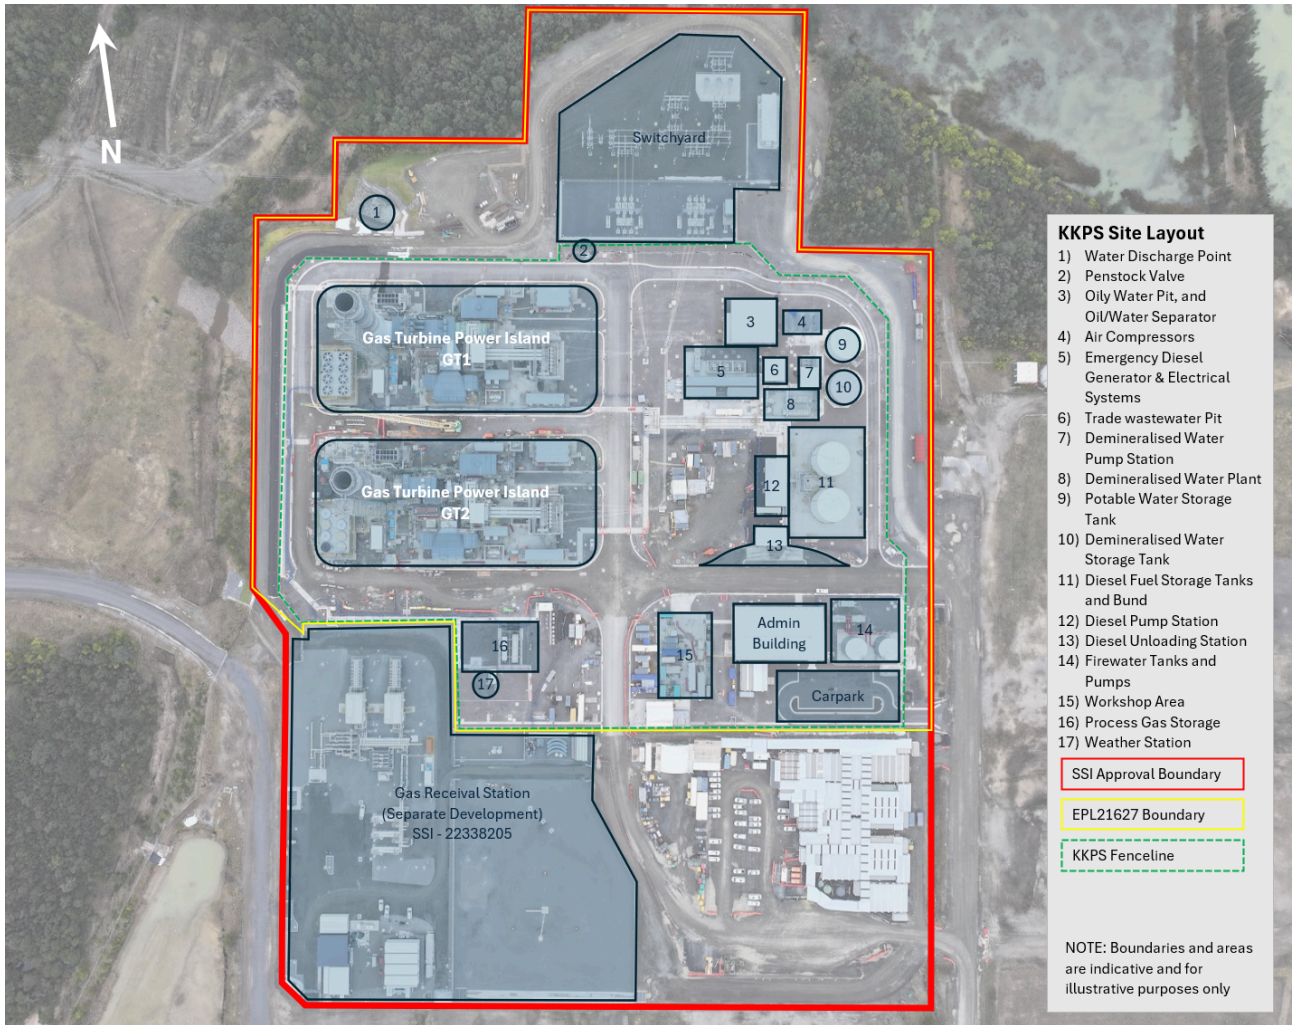 N
Switchyard
1
2
Gas Turbine Power Island
GT1
3
4
9
5
6
7
10
8
Gas Turbine Power Island
GT2
12
11
13
16
17
15
Admin
Building
14
Carpark
Gas Receival Station
(Separate Development)
SSI - 22338205
KKPS Site Layout
1) Water Discharge Point
2) Penstock Valve
3) Oily Water Pit, and
Oil/Water Separator
4) Air Compressors
5) Emergency Diesel
Generator & Electrical
Systems
6) Trade wastewater Pit
7) Demineralised Water
Pump Station
8) Demineralised Water Plant
9) Potable Water Storage
Tank
10) Demineralised Water
Storage Tank
11) Diesel Fuel Storage Tanks
and Bund
12) Diesel Pump Station
13) Diesel Unloading Station
14) Firewater Tanks and
Pumps
15) Workshop Area
16) Process Gas Storage
17) Weather Station
SSI Approval Boundary
EPL21627 Boundary
KKPS Fenceline
NOTE: Boundaries and areas
are indicative and for
illustrative purposes only